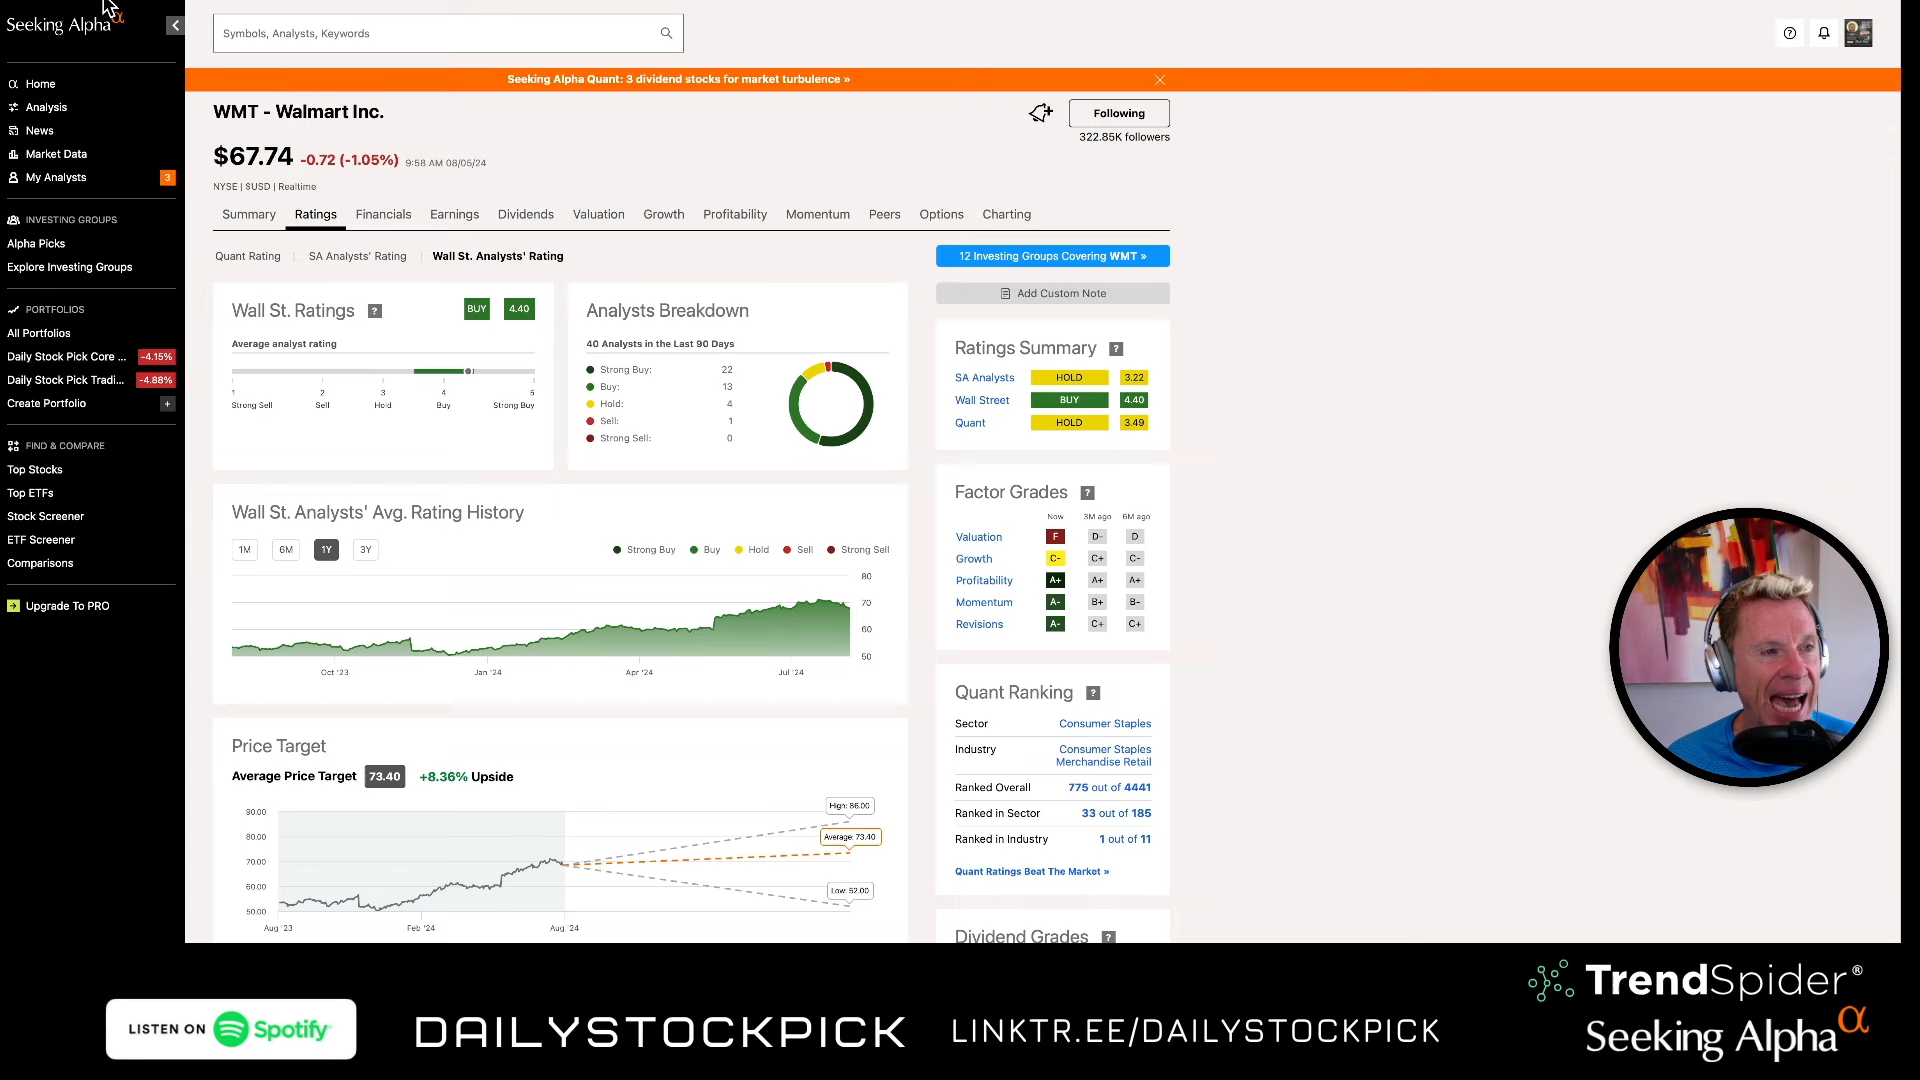 Seeking Alpha α
Symbols, Analysts, Keywords
Seeking Alpha Quant: 3 dividend stocks for market turbulence »
Home
Analysis
News
Market Data
My Analysts 3
INVESTING GROUPS
Alpha Picks
Explore Investing Groups
PORTFOLIOS
All Portfolios
Daily Stock Pick Core ... -4.15%
Daily Stock Pick Tradi... -4.88%
Create Portfolio +
FIND & COMPARE
Top Stocks
Top ETFs
Stock Screener
ETF Screener
Comparisons
Upgrade To PRO
WMT - Walmart Inc.
Following
322.85K followers
$67.74 -0.72 (-1.05%) 9:58 AM 08/05/24
NYSE | $USD | Realtime
Summary Ratings Financials Earnings Dividends Valuation Growth Profitability Momentum Peers Options Charting
Quant Rating | SA Analysts' Rating | Wall St. Analysts' Rating
12 Investing Groups Covering WMT »
Add Custom Note
Wall St. Ratings ? BUY 4.40
Average analyst rating
1 2 3 4 5
Strong Sell Sell Hold Buy Strong Buy
Analysts Breakdown
40 Analysts in the Last 90 Days
Strong Buy: 22
Buy: 13
Hold: 4
Sell: 1
Strong Sell: 0
Ratings Summary ?
SA Analysts HOLD 3.22
Wall Street BUY 4.40
Quant HOLD 3.49
Wall St. Analysts' Avg. Rating History
1M 6M 1Y 3Y
Strong Buy Buy Hold Sell Strong Sell
80
70
60
50
Oct '23 Jan '24 Apr '24 Jul '24
Factor Grades ?
Now 3M ago 6M ago
Valuation F D- D
Growth C- C+ C-
Profitability A+ A+ A+
Momentum A- B+ B-
Revisions A- C+ C+
Quant Ranking ?
Sector Consumer Staples
Industry Consumer Staples
Merchandise Retail
Ranked Overall 775 out of 4441
Ranked in Sector 33 out of 185
Ranked in Industry 1 out of 11
Quant Ratings Beat The Market »
Dividend Grades ?
Price Target
Average Price Target 73.40 +8.36% Upside
90.00
80.00
70.00
60.00
50.00
High: 86.00
Average: 73.40
Low: 52.00
Aug '23 Feb '24 Aug '24
LISTEN ON Spotify
DAILYSTOCKPICK
LINKTR.EE/DAILYSTOCKPICK
TrendSpider®
Seeking Alpha α